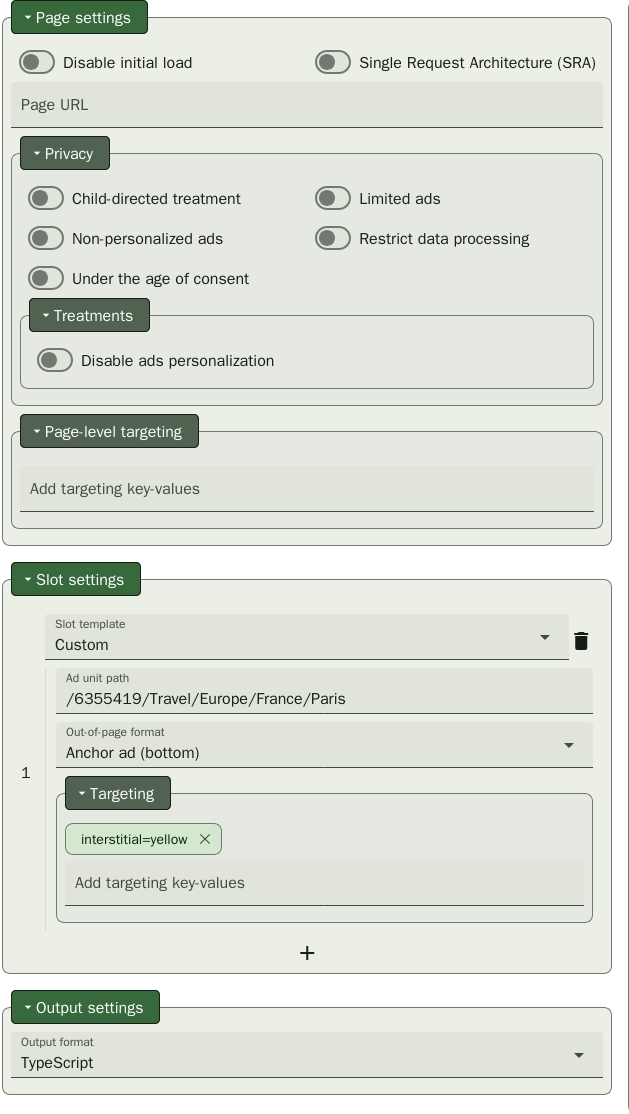 Page settings
Disable initial load
Single Request Architecture (SRA)
Page URL
Privacy
Child-directed treatment
Limited ads
Non-personalized ads
Restrict data processing
Under the age of consent
Treatments
Disable ads personalization
Page-level targeting
Add targeting key-values
Slot settings
Slot template
Custom
Ad unit path
/6355419/Travel/Europe/France/Paris
Out-of-page format
Anchor ad (bottom)
1
Targeting
interstitial=yellow
Add targeting key-values
Output settings
Output format
TypeScript